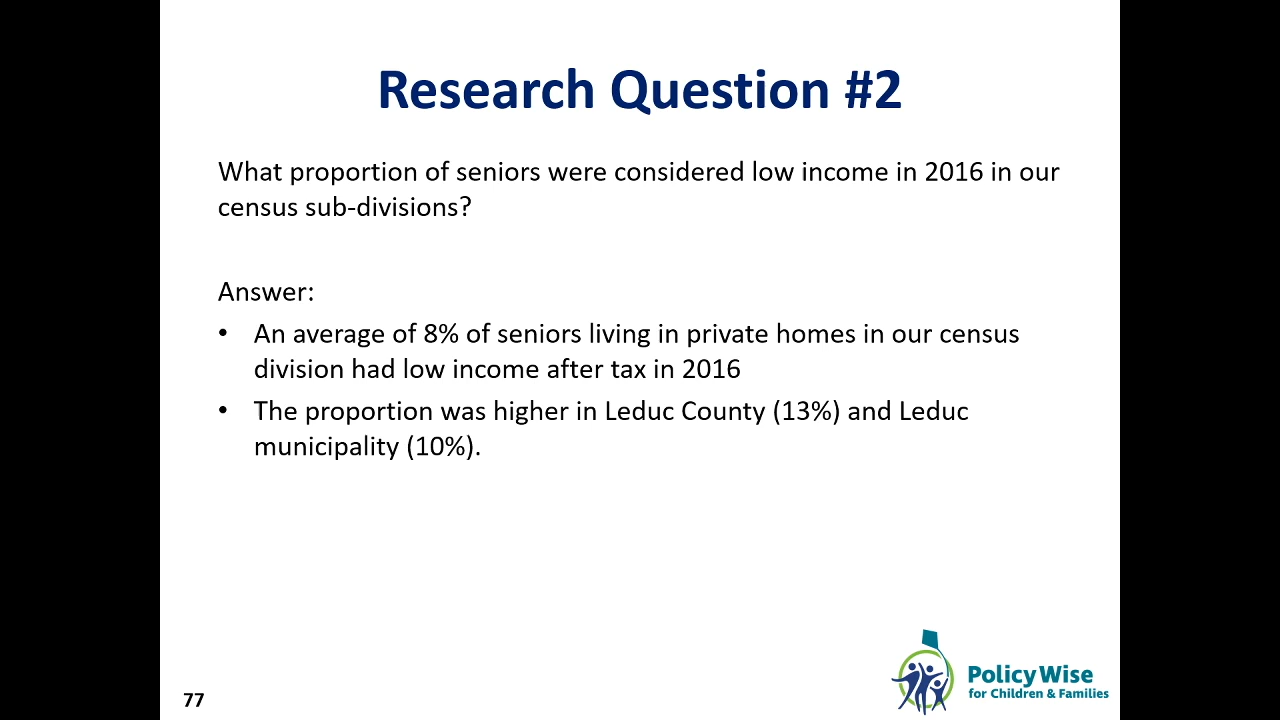 Research Question #2
What proportion of seniors were considered low income in 2016 in our
census sub-divisions?
Answer:
• An average of 8% of seniors living in private homes in our census
division had low income after tax in 2016
• The proportion was higher in Leduc County (13%) and Leduc
municipality (10%).
77
PolicyWise
for Children & Families